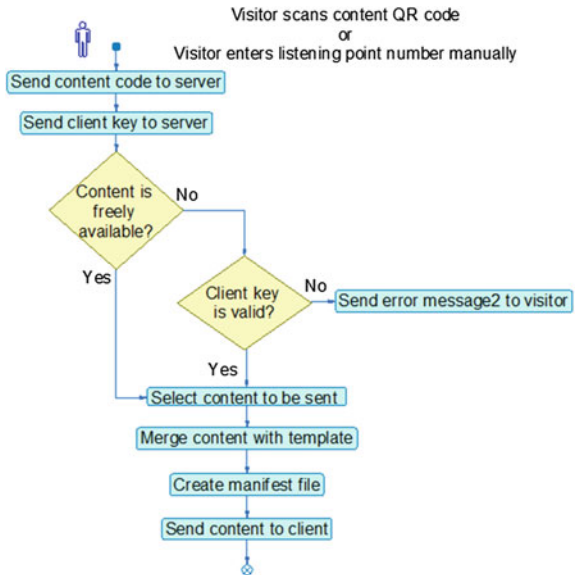 Visitor scans content QR code
or
Visitor enters listening point number manually
Send content code to server
Send client key to server
Content is
freely
available?
No
Yes
Client key
is valid?
No
Send error message2 to visitor
Yes
Select content to be sent
Merge content with template
Create manifest file
Send content to client